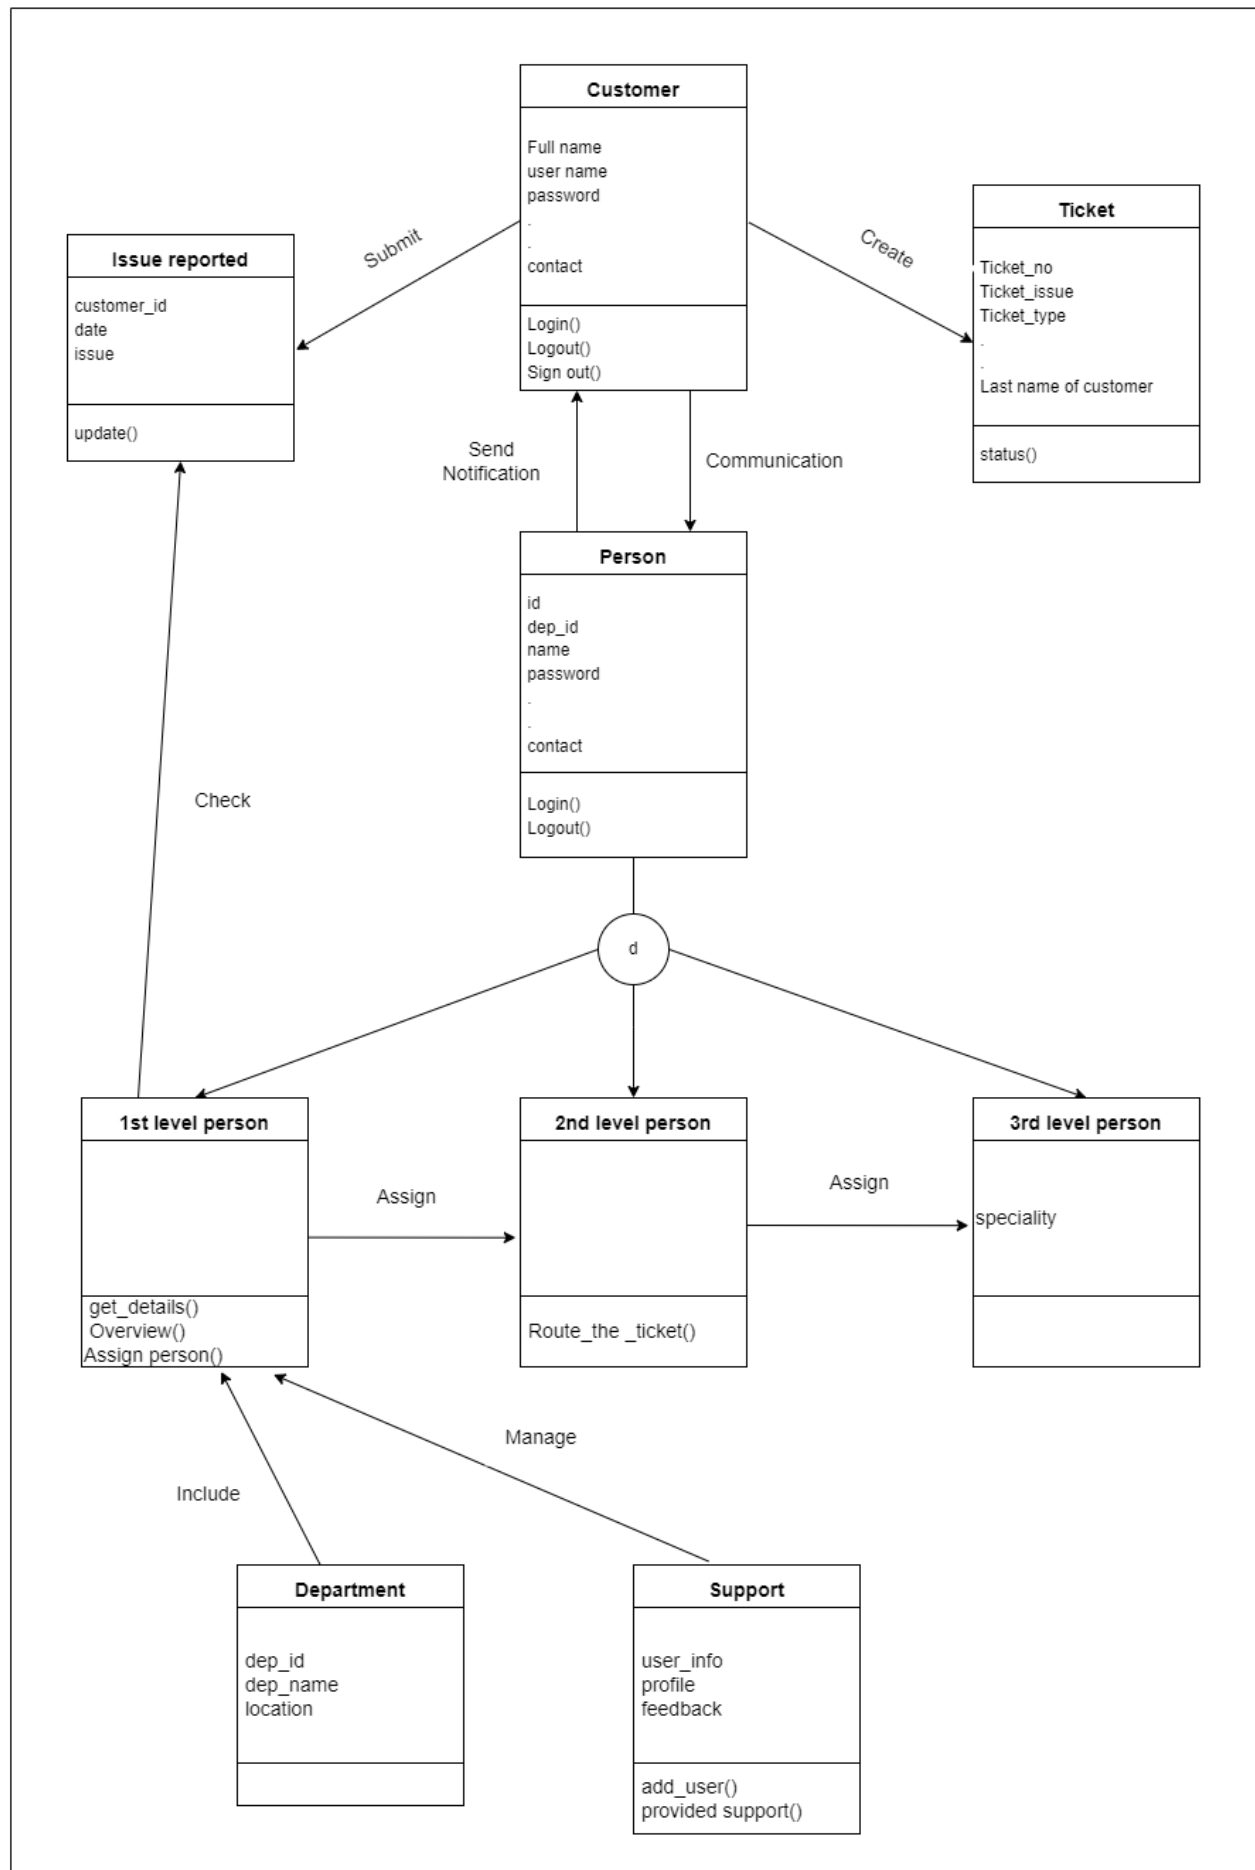 Customer
Full name
user name
password
.
.
contact
Login()
Logout()
Sign out()
Submit
Create
Issue reported
customer_id
date
issue
update()
Ticket
Ticket_no
Ticket_issue
Ticket_type
.
.
Last name of customer
status()
Send
Notification
Communication
Person
id
dep_id
name
password
.
.
contact
Login()
Logout()
Check
d
1st level person
get_details()
Overview()
Assign person()
Assign
2nd level person
Route_the _ticket()
Assign
3rd level person
speciality
Manage
Include
Department
dep_id
dep_name
location
Support
user_info
profile
feedback
add_user()
provided support()